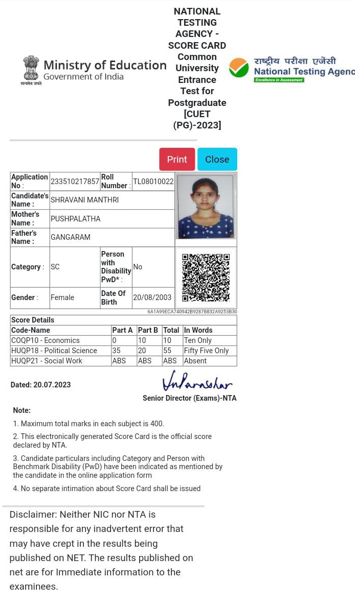 NATIONAL
TESTING
AGENCY -
SCORE CARD
Common
University
Entrance
Test for
Postgraduate
[CUET
(PG)-2023]
Ministry of Education
Government of India
सत्यमेव जयते
राष्ट्रीय परीक्षा एजेंसी
National Testing Agenc
Excellence in Assessment
Print Close
Application No : 233510217857 Roll Number : TL08010022
Candidate's Name : SHRAVANI MANTHRI
Mother's Name : PUSHPALATHA
Father's Name : GANGARAM
Category : SC Person with Disability PwD* : No
Gender : Female Date Of Birth 20/08/2003
Score Details
Code-Name Part A Part B Total In Words
COQP10 - Economics 0 10 10 Ten Only
HUQP18 - Political Science 35 20 55 Fifty Five Only
HUQP21 - Social Work ABS ABS ABS Absent
Dated: 20.07.2023
Senior Director (Exams)-NTA
Note:
1. Maximum total marks in each subject is 400.
2. This electronically generated Score Card is the official score
declared by NTA.
3. Candidate particulars including Category and Person with
Benchmark Disability (PwD) have been indicated as mentioned by
the candidate in the online application form
4. No separate intimation about Score Card shall be issued
Disclaimer: Neither NIC nor NTA is
responsible for any inadvertent error that
may have crept in the results being
published on NET. The results published on
net are for Immediate information to the
examinees.